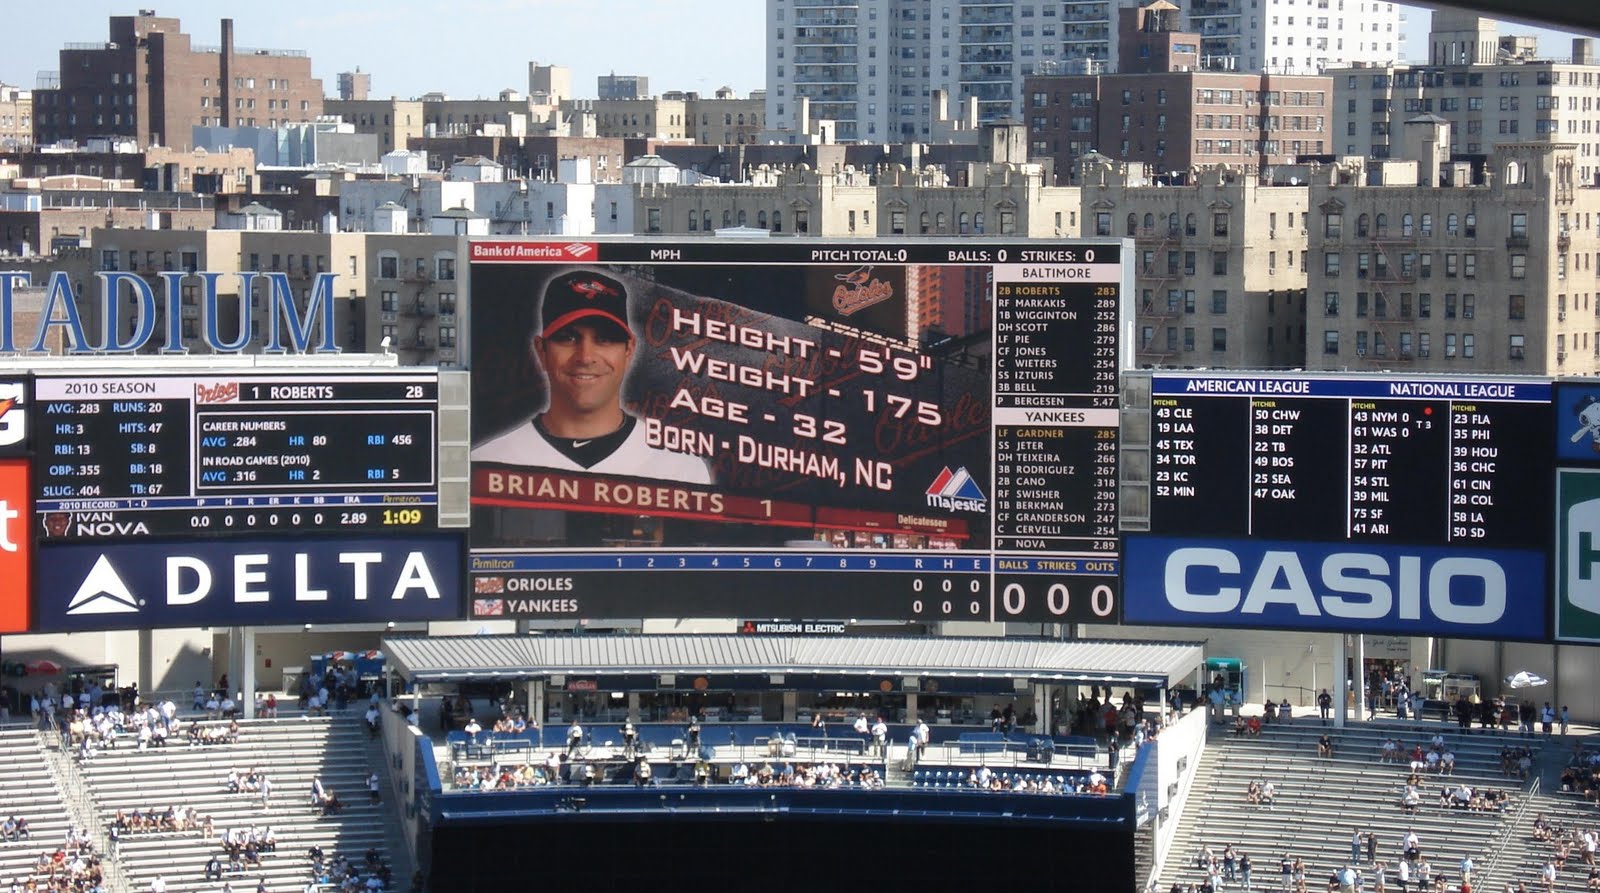 TADIUM
2010 SEASON
AVG: .283 RUNS: 20
HR: 3 HITS: 47
RBI: 13 SB: 8
OBP: .355 BB: 18
SLUG: .404 TB: 67
Orioles 1 ROBERTS 2B
CAREER NUMBERS
AVG .284 HR 80 RBI 456
IN ROAD GAMES (2010)
AVG .316 HR 2 RBI 5
2010 RECORD: 1 - 0 IP H R ER K BB ERA Armitron
IVAN NOVA 0.0 0 0 0 0 0 2.89 1:09
DELTA
Bank of America MPH PITCH TOTAL: 0 BALLS: 0 STRIKES: 0
Orioles
HEIGHT - 5'9"
WEIGHT - 175
AGE - 32
BORN - DURHAM, NC
BRIAN ROBERTS 1
Majestic
Delicatessen
BALTIMORE
2B ROBERTS .283
RF MARKAKIS .289
1B WIGGINTON .252
DH SCOTT .286
LF PIE .279
CF JONES .275
C WIETERS .254
SS IZTURIS .236
3B BELL .219
P BERGESEN 5.47
YANKEES
LF GARDNER .285
SS JETER .264
DH TEIXEIRA .266
3B RODRIGUEZ .267
2B CANO .318
RF SWISHER .290
1B BERKMAN .273
CF GRANDERSON .247
C CERVELLI .254
P NOVA 2.89
Armitron 1 2 3 4 5 6 7 8 9 R H E
ORIOLES 0 0 0
YANKEES 0 0 0
BALLS STRIKES OUTS
0 0 0
MITSUBISHI ELECTRIC
AMERICAN LEAGUE NATIONAL LEAGUE
PITCHER
43 CLE
19 LAA
45 TEX
34 TOR
23 KC
52 MIN
PITCHER
50 CHW
38 DET
22 TB
49 BOS
25 SEA
47 OAK
PITCHER
43 NYM 0
61 WAS 0
T 3
32 ATL
57 PIT
54 STL
39 MIL
75 SF
41 ARI
PITCHER
23 FLA
35 PHI
39 HOU
36 CHC
61 CIN
28 COL
58 LA
50 SD
CASIO